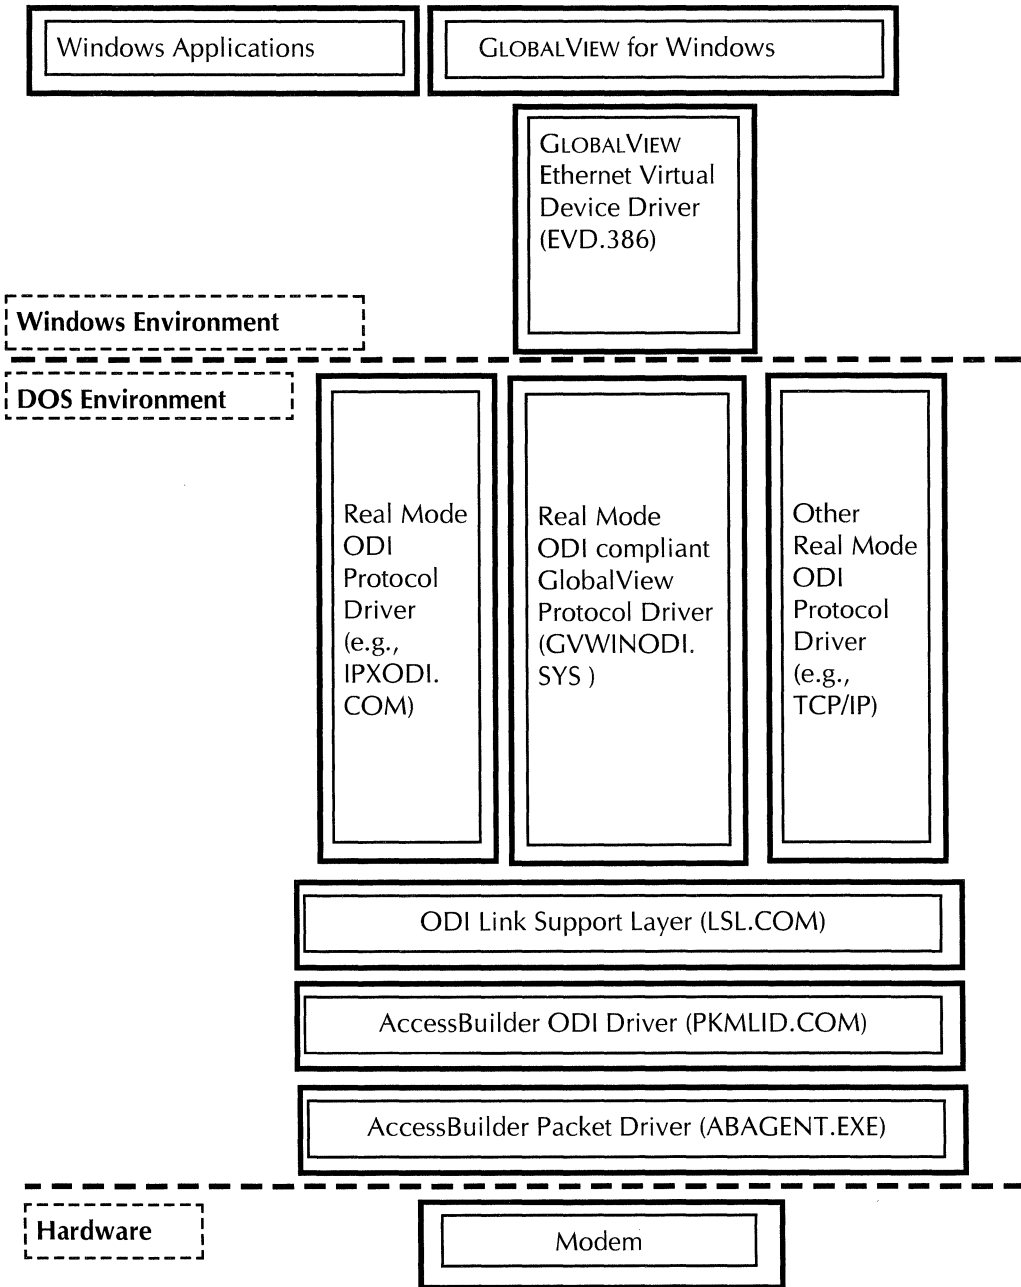 Windows Applications
GLOBALVIEW for Windows
GLOBALVIEW
Ethernet Virtual
Device Driver
(EVD.386)
Windows Environment
DOS Environment
Real Mode
ODI
Protocol
Driver
(e.g.,
IPXODI.
COM)
Real Mode
ODI compliant
GlobalView
Protocol Driver
(GVWINODI.
SYS )
Other
Real Mode
ODI
Protocol
Driver
(e.g.,
TCP/IP)
ODI Link Support Layer (LSL.COM)
AccessBuilder ODI Driver (PKMLID.COM)
AccessBuilder Packet Driver (ABAGENT.EXE)
Hardware
Modem